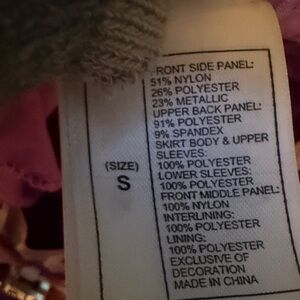 RONT SIDE PANEL:
51% NYLON
26% POLYESTER
23% METALLIC
UPPER BACK PANEL:
91% POLYESTER
9% SPANDEX
SKIRT BODY & UPPER
SLEEVES:
100% POLYESTER
LOWER SLEEVES:
100% POLYESTER
FRONT MIDDLE PANEL:
100% NYLON
INTERLINING:
100% POLYESTER
LINING:
100% POLYESTER
EXCLUSIVE OF
DECORATION
MADE IN CHINA
(SIZE)
S